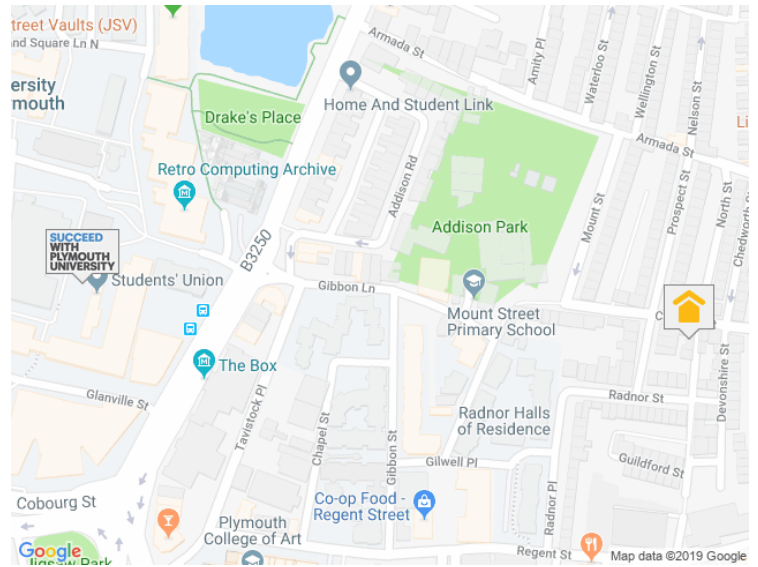 treet Vaults (JSV)
and Square Ln N
ersity
mouth
Drake's Place
Retro Computing Archive
Home And Student Link
Armada St
Amity Pl
Waterloo St
Wellington St
Nelson St
Li
Armada St
Addison Rd
Addison Park
Mount St
Prospect St
North St
Chedworth St
SUCCEED
WITH
PLYMOUTH
UNIVERSITY
Students' Union
B3250
Gibbon Ln
Mount Street
Primary School
C
The Box
Glanville St
Tavistock Pl
Chapel St
Gibbon St
Radnor Halls
of Residence
Radnor St
Devonshire St
Guildford St
Gilwell Pl
Radnor Pl
Cobourg St
Co-op Food -
Regent Street
Plymouth
College of Art
Regent St
Google
Jigsaw Park
Map data ©2019 Google